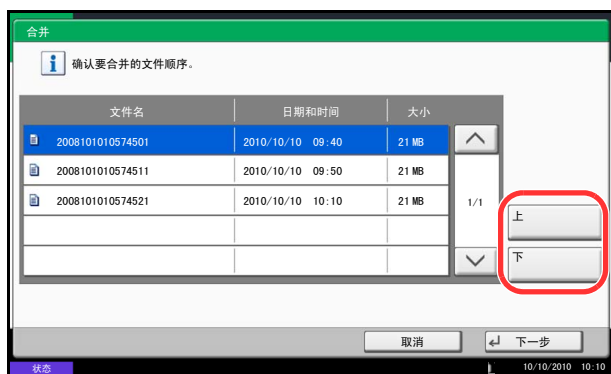 合并
确认要合并的文件顺序。
文件名 日期和时间 大小
2008101010574501 2010/10/10 09:40 21 MB
2008101010574511 2010/10/10 09:50 21 MB
2008101010574521 2010/10/10 10:10 21 MB
1/1
上
下
取消 下一步
状态 10/10/2010 10:10